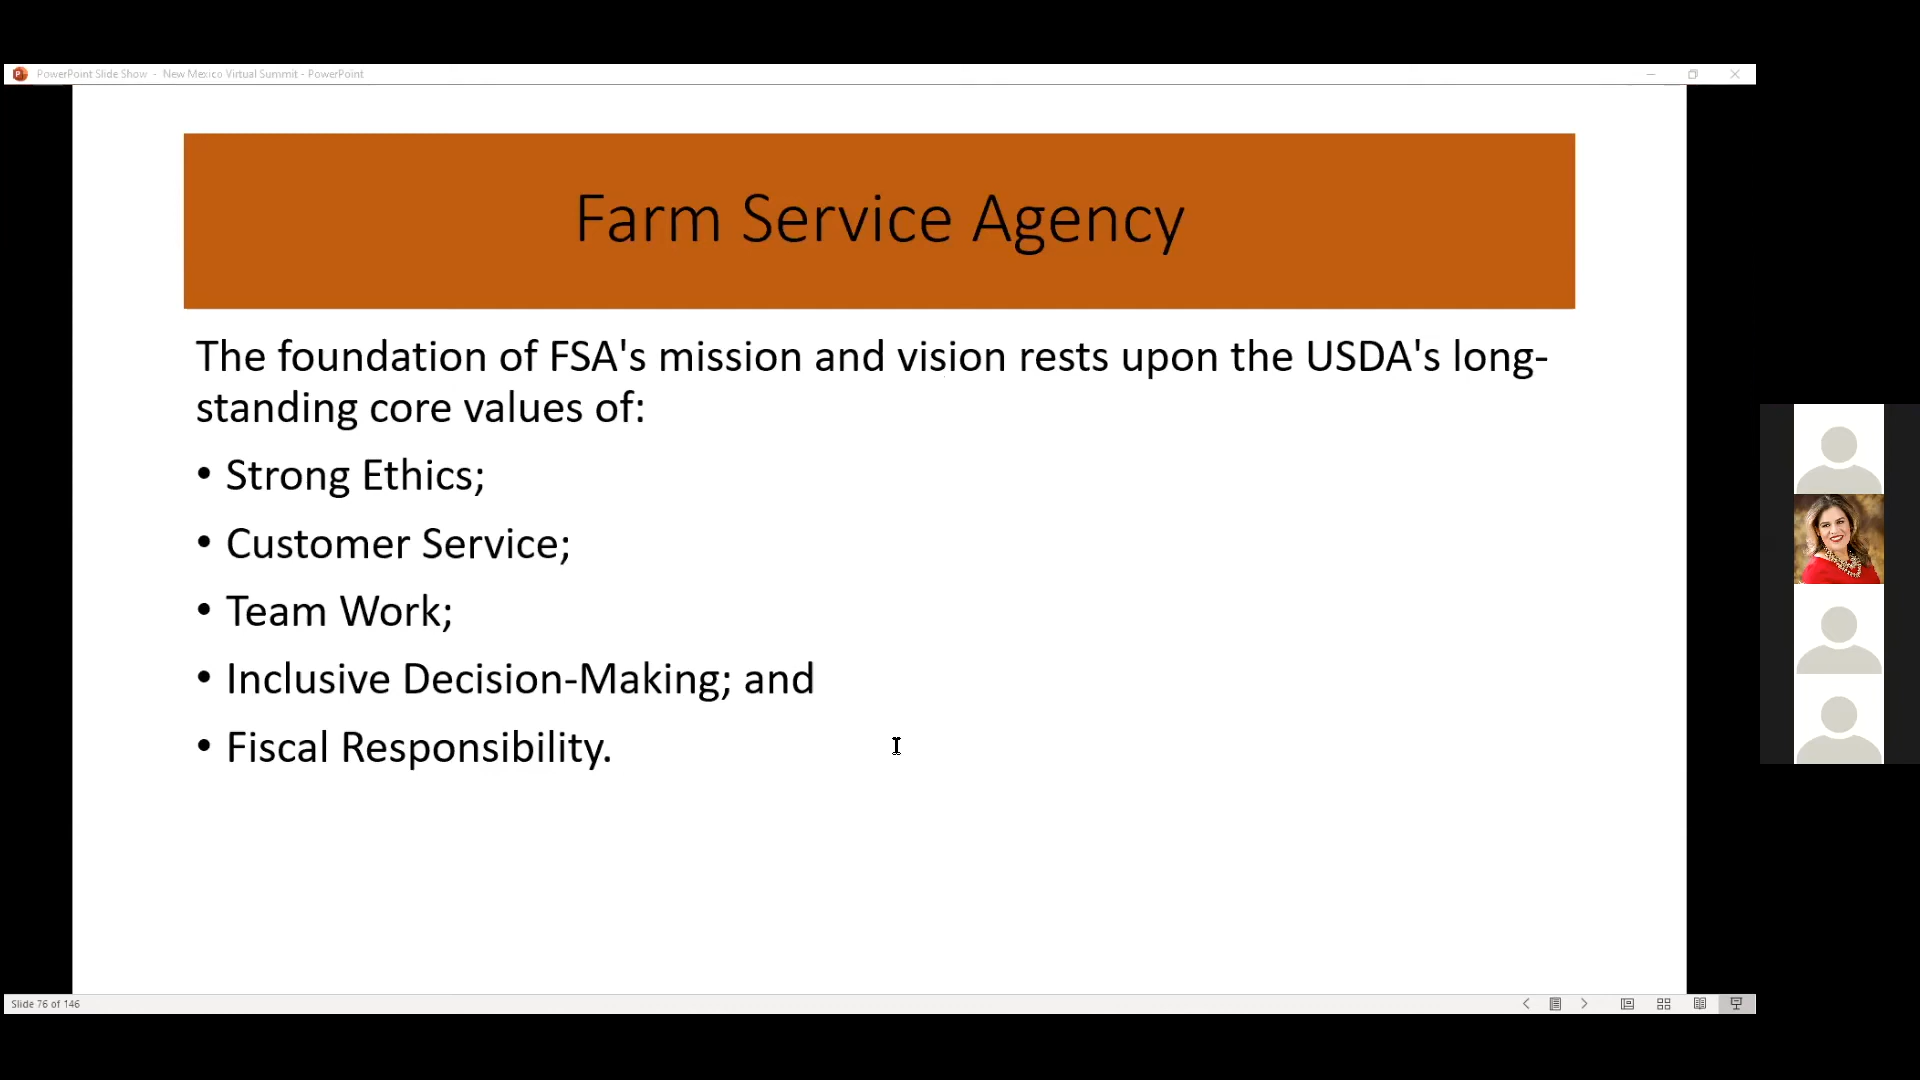 PowerPoint Slide Show - New Mexico Virtual Summit - PowerPoint
Farm Service Agency
The foundation of FSA's mission and vision rests upon the USDA's long-
standing core values of:
• Strong Ethics;
• Customer Service;
• Team Work;
• Inclusive Decision-Making; and
• Fiscal Responsibility.
Slide 76 of 146